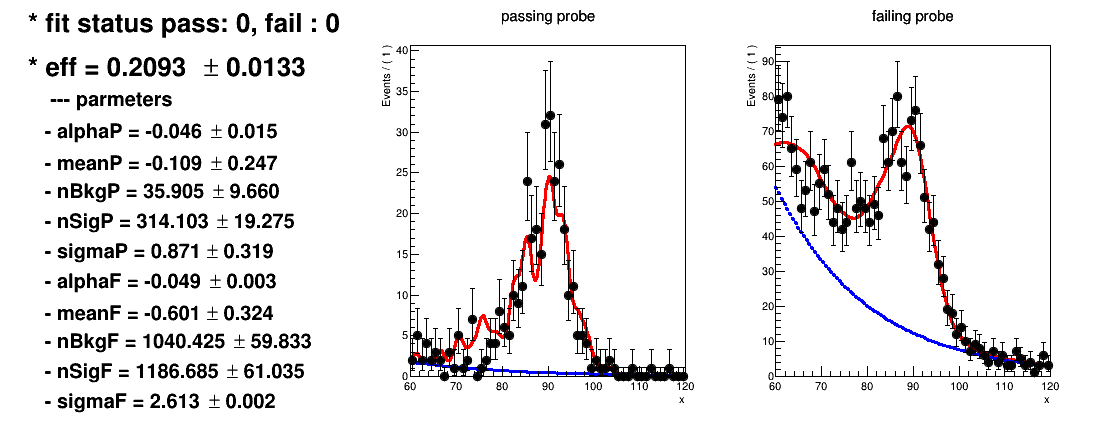 * fit status pass: 0, fail : 0
* eff = 0.2093 ± 0.0133
--- parmeters
- alphaP = -0.046 ± 0.015
- meanP = -0.109 ± 0.247
- nBkgP = 35.905 ± 9.660
- nSigP = 314.103 ± 19.275
- sigmaP = 0.871 ± 0.319
- alphaF = -0.049 ± 0.003
- meanF = -0.601 ± 0.324
- nBkgF = 1040.425 ± 59.833
- nSigF = 1186.685 ± 61.035
- sigmaF = 2.613 ± 0.002
passing probe
Events / ( 1 )
40
35
30
25
20
15
10
5
0
60 70 80 90 100 110 120
x
failing probe
Events / ( 1 )
90
80
70
60
50
40
30
20
10
0
60 70 80 90 100 110 120
x